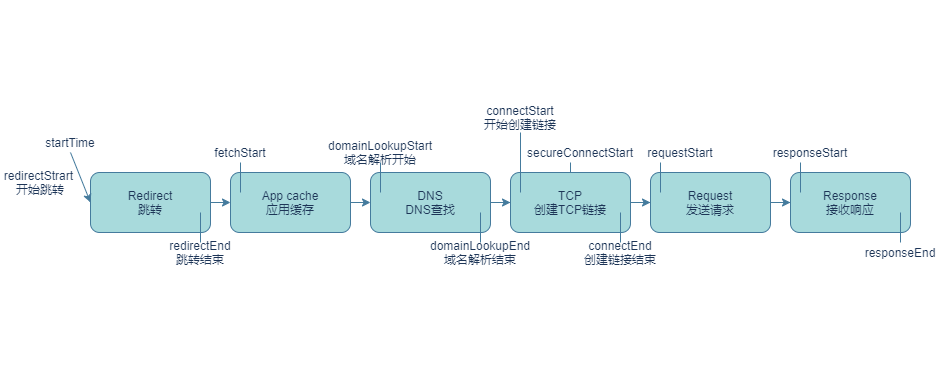 startTime
redirectStrart
开始跳转
Redirect
跳转
redirectEnd
跳转结束
fetchStart
App cache
应用缓存
domainLookupStart
域名解析开始
DNS
DNS查找
domainLookupEnd
域名解析结束
connectStart
开始创建链接
secureConnectStart
TCP
创建TCP链接
connectEnd
创建链接结束
requestStart
Request
发送请求
responseStart
Response
接收响应
responseEnd